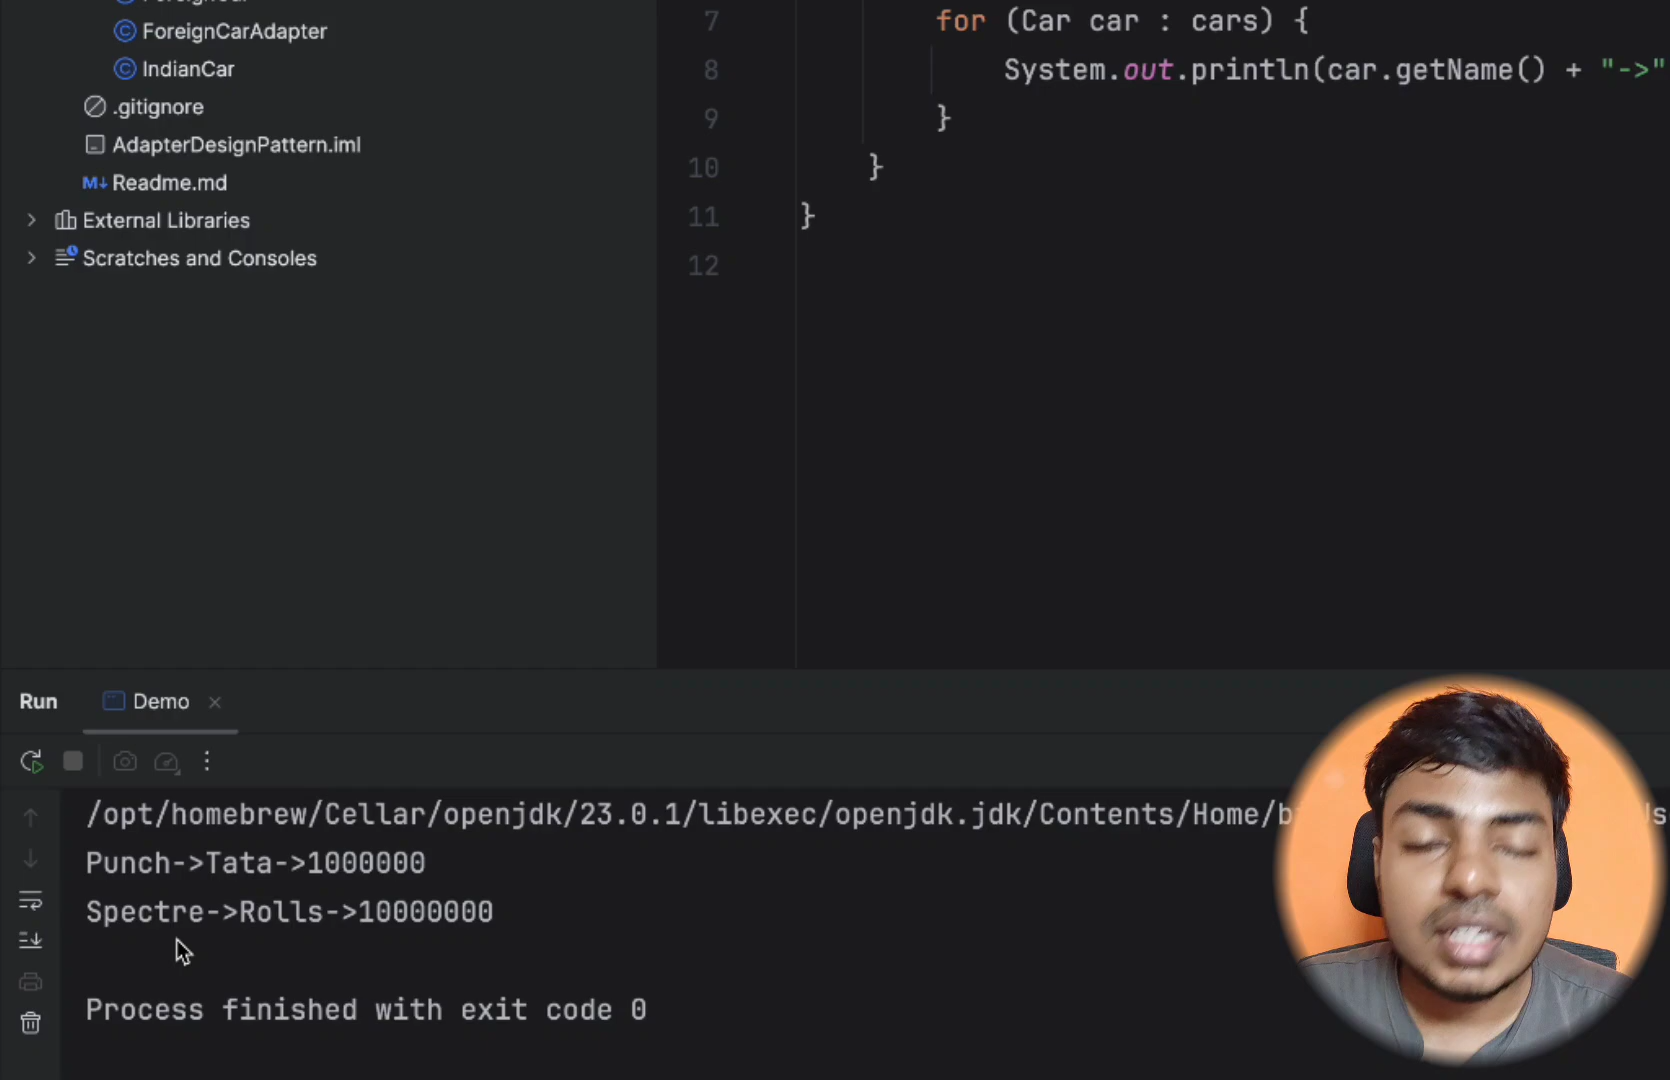 ForeignCarAdapter
IndianCar
.gitignore
AdapterDesignPattern.iml
M↓ Readme.md
External Libraries
Scratches and Consoles
7 for (Car car : cars) {
8 System.out.println(car.getName() + "->"
9 }
10 }
11 }
12
Run Demo
/opt/homebrew/Cellar/openjdk/23.0.1/libexec/openjdk.jdk/Contents/Home/b
Punch->Tata->1000000
Spectre->Rolls->10000000
Process finished with exit code 0